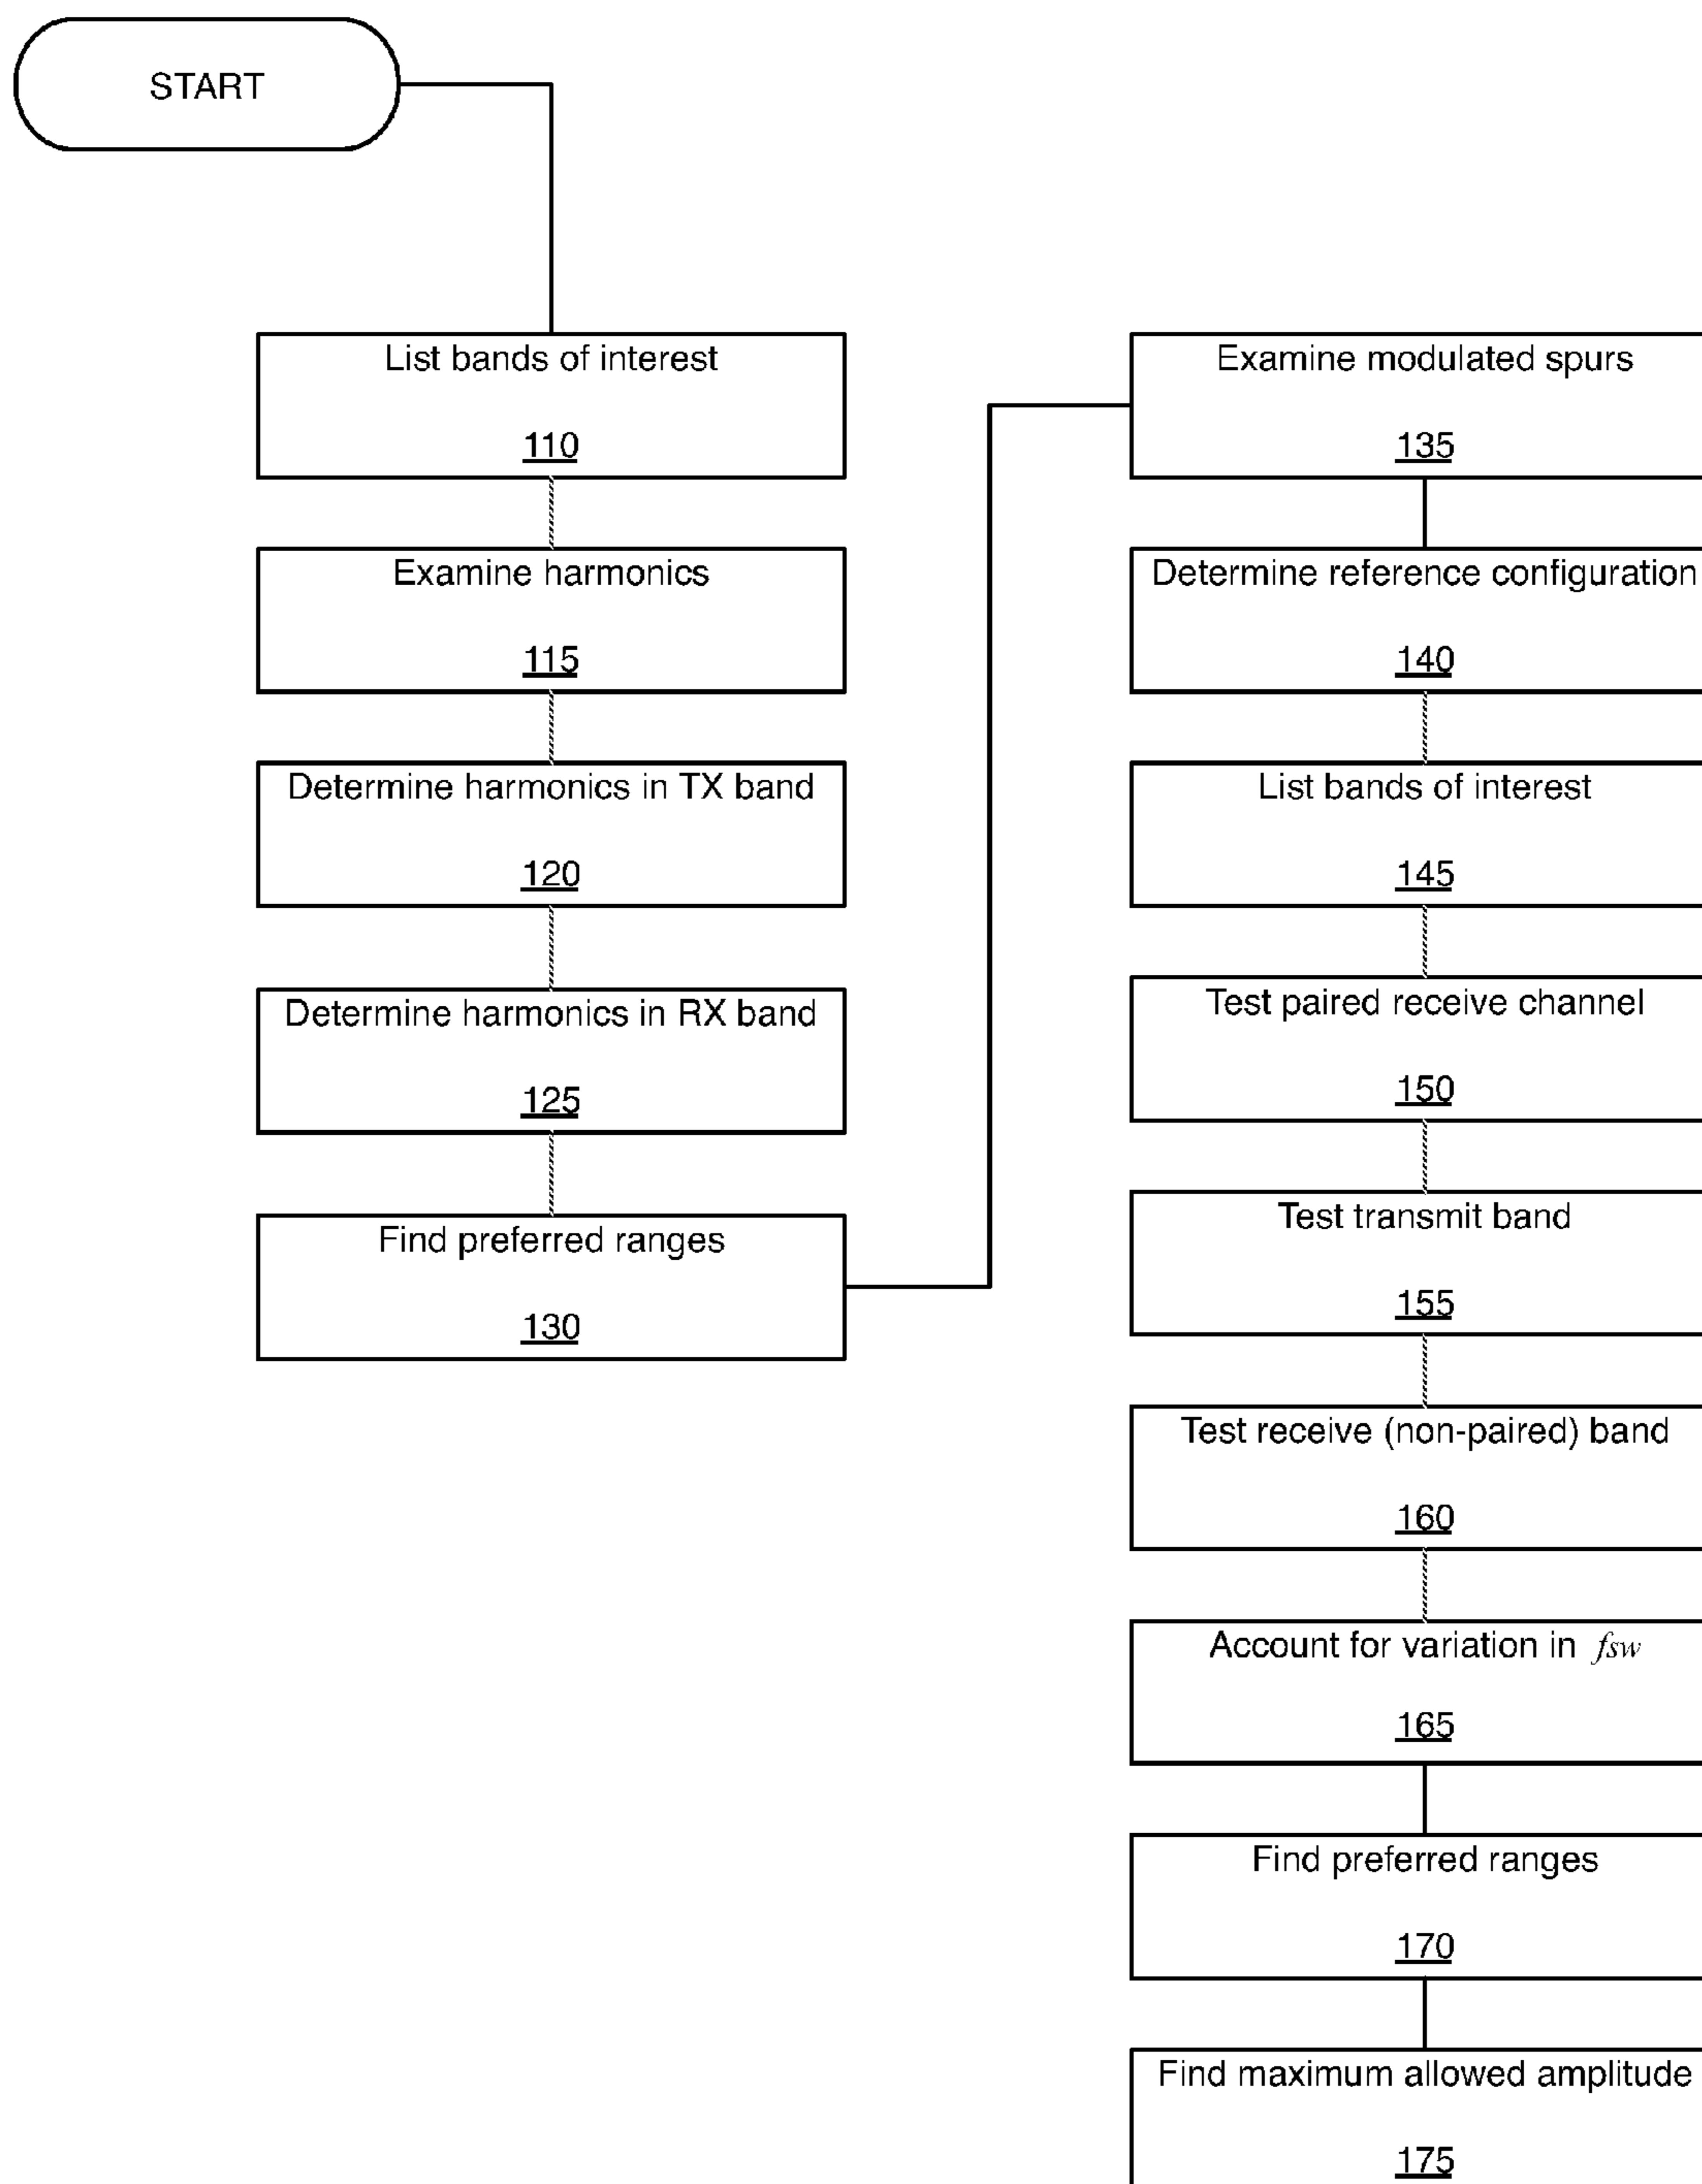 START
List bands of interest
110
Examine harmonics
115
Determine harmonics in TX band
120
Determine harmonics in RX band
125
Find preferred ranges
130
Examine modulated spurs
135
Determine reference configuration
140
List bands of interest
145
Test paired receive channel
150
Test transmit band
155
Test receive (non-paired) band
160
Account for variation in fsw
165
Find preferred ranges
170
Find maximum allowed amplitude
175